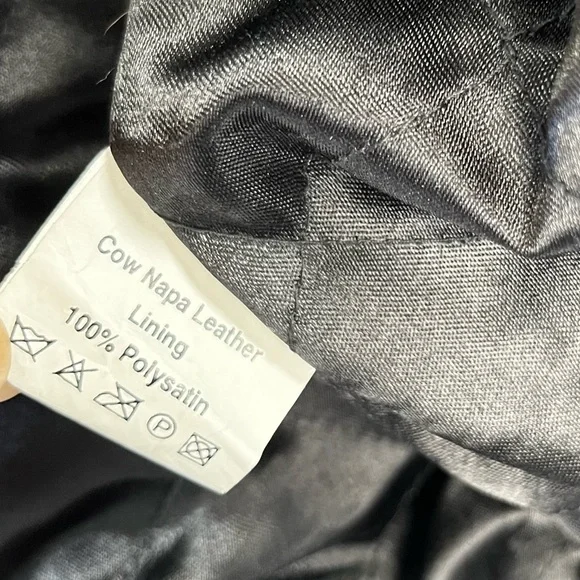 Cow Napa Leather
Lining
100% Polysatin
P